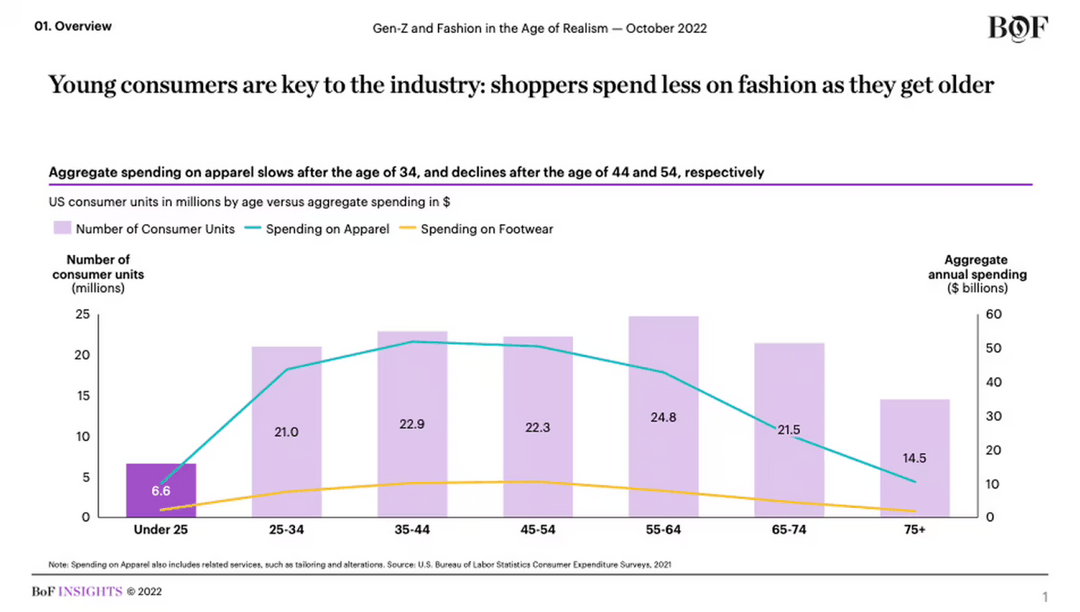 01. Overview
Gen-Z and Fashion in the Age of Realism — October 2022
BOF
Young consumers are key to the industry: shoppers spend less on fashion as they get older
Aggregate spending on apparel slows after the age of 34, and declines after the age of 44 and 54, respectively
US consumer units in millions by age versus aggregate spending in $
Number of Consumer Units Spending on Apparel Spending on Footwear
Number of
consumer units
(millions)
Aggregate
annual spending
($ billions)
25 60
20 50
15 40
10 30
5 20
0 10
0
6.6
21.0
22.9
22.3
24.8
21.5
14.5
Under 25 25-34 35-44 45-54 55-64 65-74 75+
Note: Spending on Apparel also includes related services, such as tailoring and alterations. Source: U.S. Bureau of Labor Statistics Consumer Expenditure Surveys, 2021
BoF INSIGHTS © 2022
1